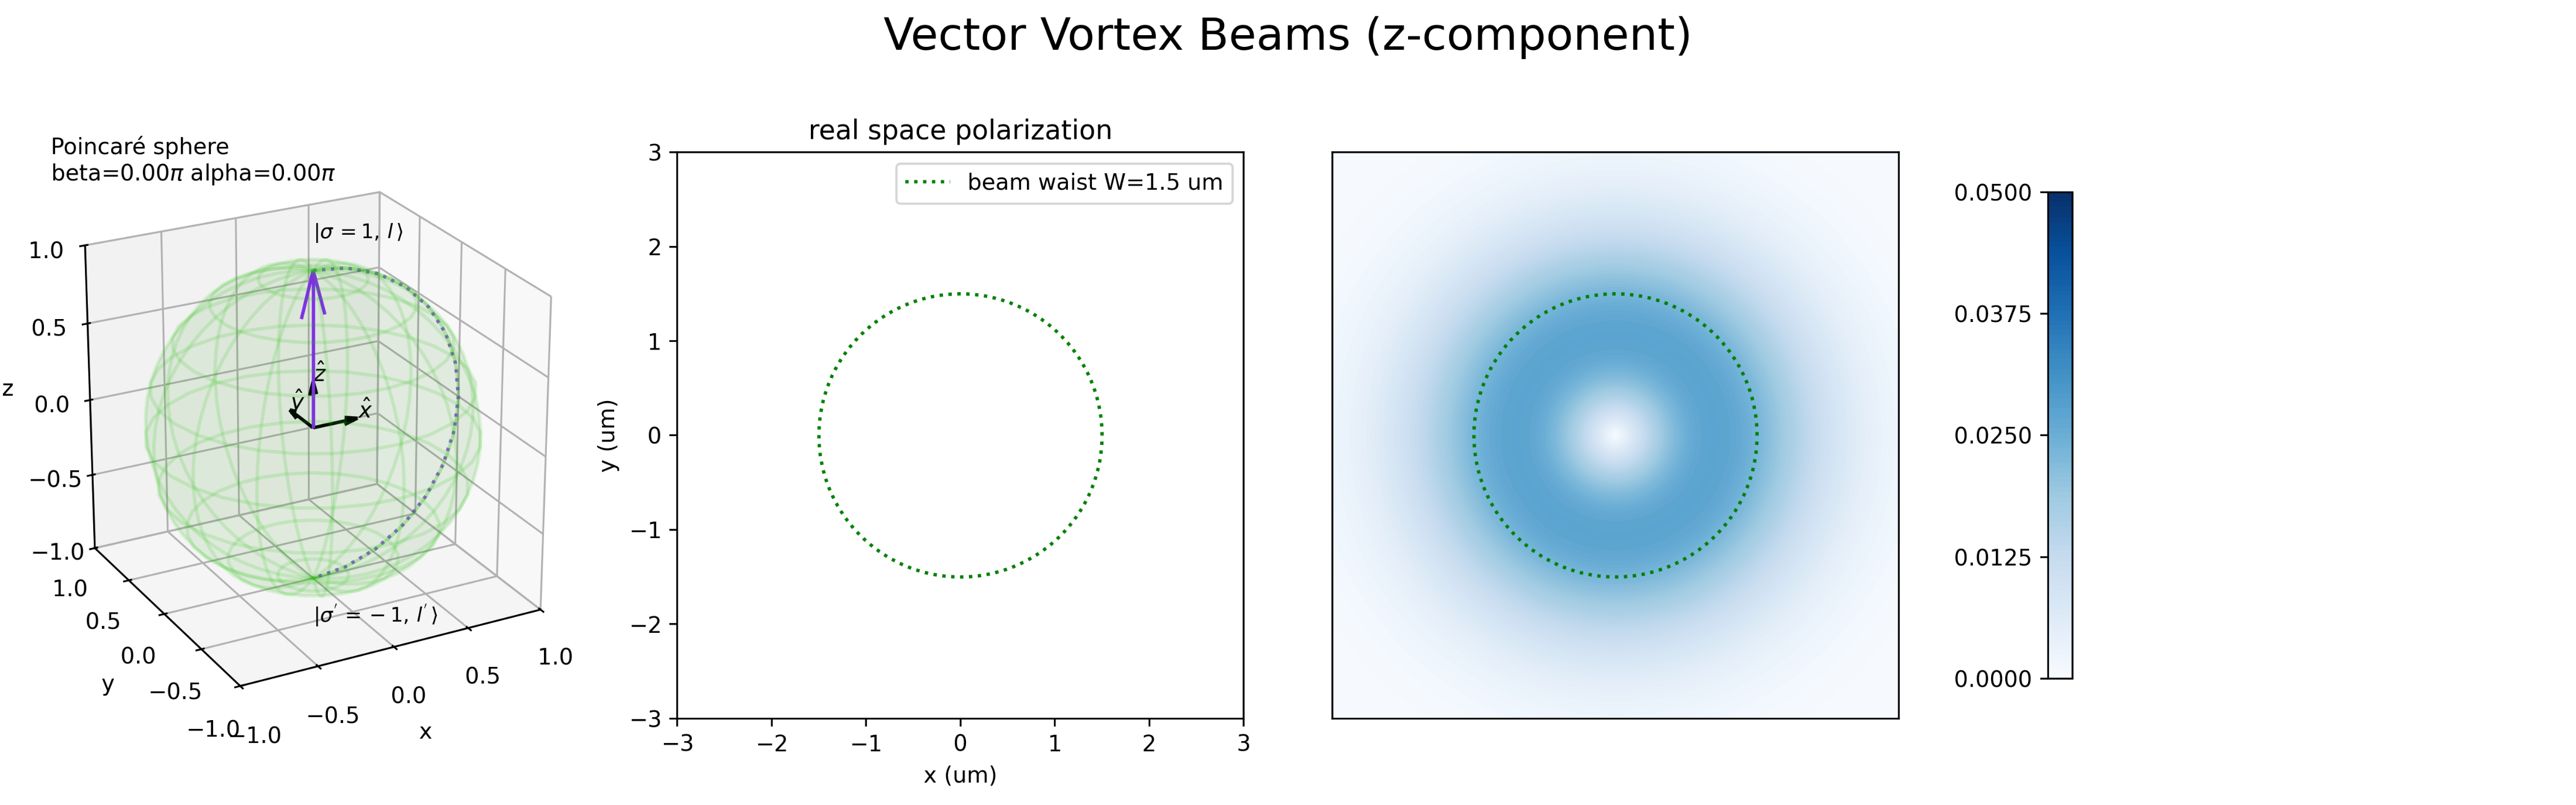 Vector Vortex Beams (z-component)
Poincaré sphere
beta=0.00π alpha=0.00π
|σ = 1, l⟩
1.0
0.5
0.0
−0.5
−1.0
z
ẑ
ŷ
x̂
|σ′ = − 1, l′⟩
1.0
0.5
0.0
−0.5
−1.0
y
−1.0
−0.5
0.0
0.5
1.0
x
real space polarization
beam waist W=1.5 um
3
2
1
0
−1
−2
−3
y (um)
−3
−2
−1
0
1
2
3
x (um)
0.0500
0.0375
0.0250
0.0125
0.0000